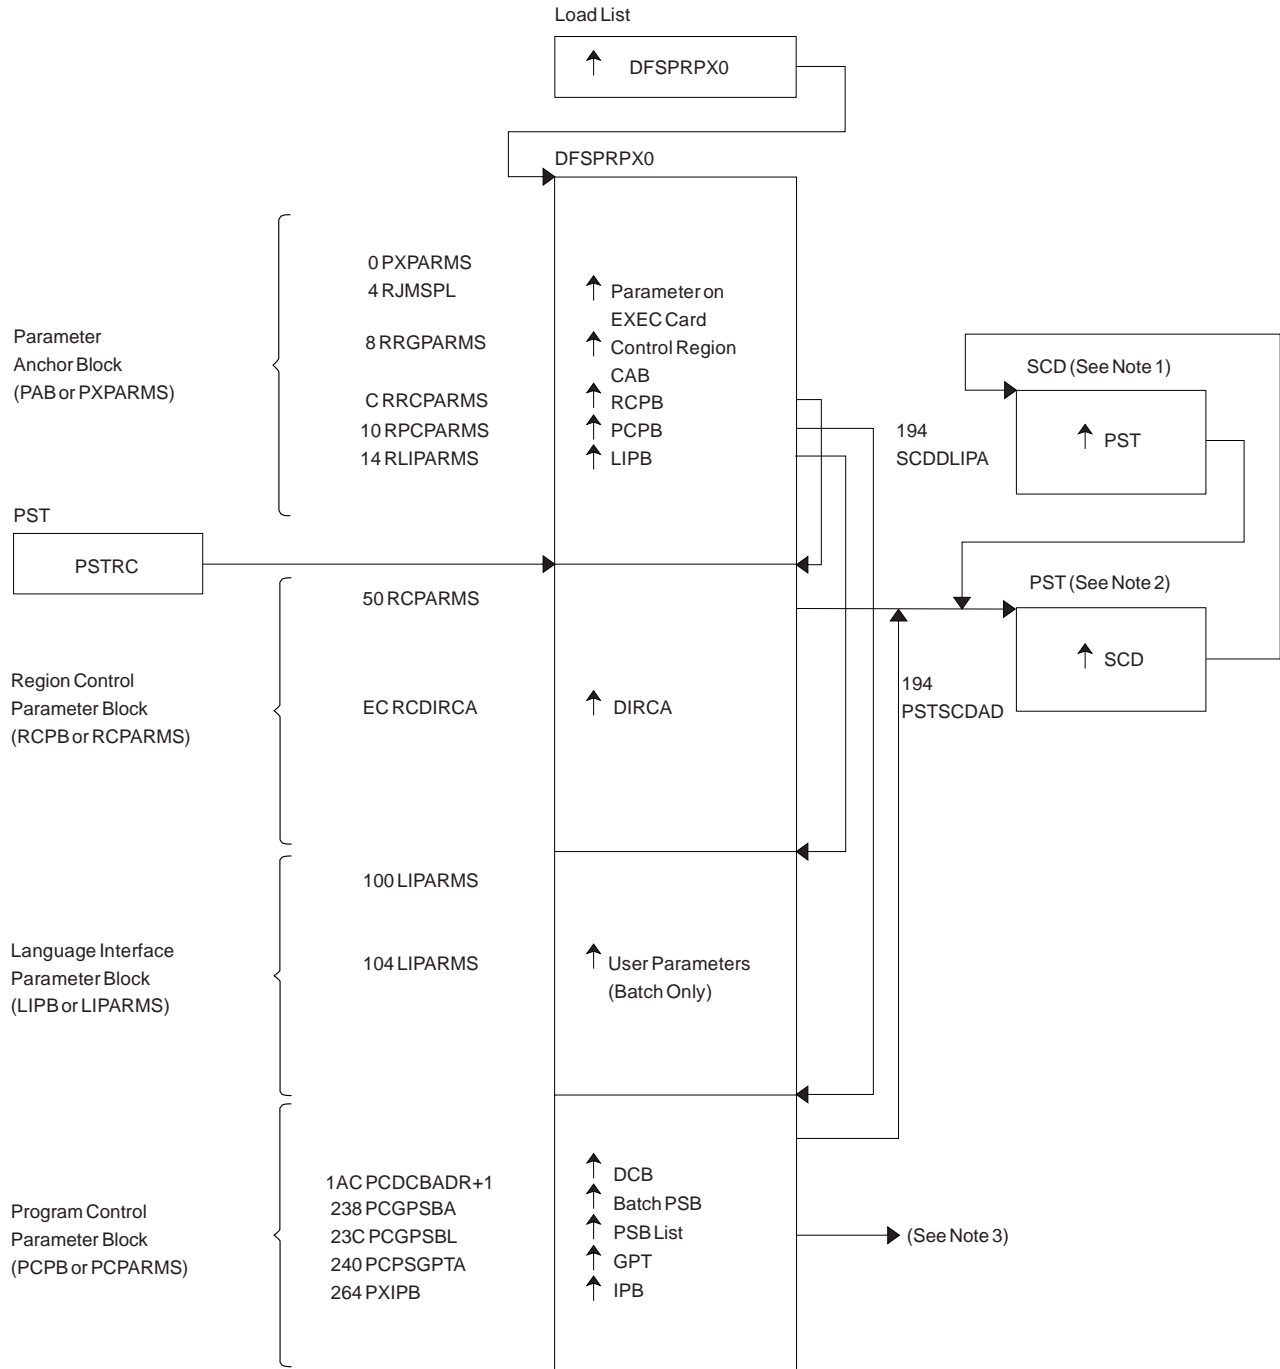 Load List
DFSPRPX0
DFSPRPX0
Parameter
Anchor Block
(PAB or PXPARMS)
0 PXPARMS
4 RJMSPL
8 RRGPARMS
C RRCPARMS
10 RPCPARMS
14 RLIPARMS
Parameter on
EXEC Card
Control Region
CAB
RCPB
PCPB
LIPB
194
SCDDLIPA
SCD (See Note 1)
PST
PST
PSTRC
PST (See Note 2)
SCD
194
PSTSCDAD
Region Control
Parameter Block
(RCPB or RCPARMS)
50 RCPARMS
EC RCDIRCA
DIRCA
Language Interface
Parameter Block
(LIPB or LIPARMS)
100 LIPARMS
104 LIPARMS
User Parameters
(Batch Only)
Program Control
Parameter Block
(PCPB or PCPARMS)
1AC PCDCBADR+1
238 PCGPSBA
23C PCGPSBL
240 PCPSGPTA
264 PXIPB
DCB
Batch PSB
PSB List
GPT
IPB
(See Note 3)